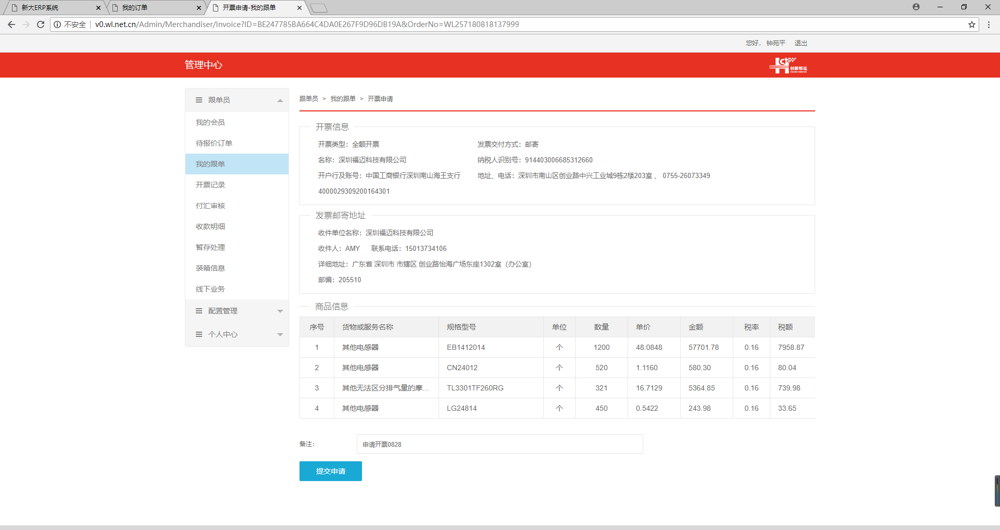 新大ERP系统
我的订单
开票申请-我的跟单
不安全
v0.wl.net.cn/Admin/Merchandiser/Invoice?ID=BE247785BA664C4DA0E267F9D96DB19A&OrderNo=WL257180818137999
您好， 钟苑平 退出
管理中心
创新恒远
跟单员
我的会员
待报价订单
我的跟单
开票记录
付汇审核
收款明细
暂存处理
装箱信息
线下业务
配置管理
个人中心
跟单员 > 我的跟单 > 开票申请
开票信息
开票类型：全额开票 发票交付方式：邮寄
名称：深圳福迈科技有限公司 纳税人识别号：914403006685312660
开户行及账号：中国工商银行深圳南山海王支行 地址、电话：深圳市南山区创业路中兴工业城9栋2楼203室 、 0755-26073349
4000029309200164301
发票邮寄地址
收件单位名称：深圳福迈科技有限公司
收件人：AMY 联系电话：15013734106
详细地址：广东省 深圳市 市辖区 创业路怡海广场东座1302室（办公室）
邮编：205510
商品信息
序号 货物或服务名称 规格型号 单位 数量 单价 金额 税率 税额
1 其他电感器 EB1412014 个 1200 48.0848 57701.78 0.16 7958.87
2 其他电感器 CN24012 个 520 1.1160 580.30 0.16 80.04
3 其他无法区分排气量的摩... TL3301TF260RG 个 321 16.7129 5364.85 0.16 739.98
4 其他电感器 LG24814 个 450 0.5422 243.98 0.16 33.65
备注：
申请开票0828
提交申请